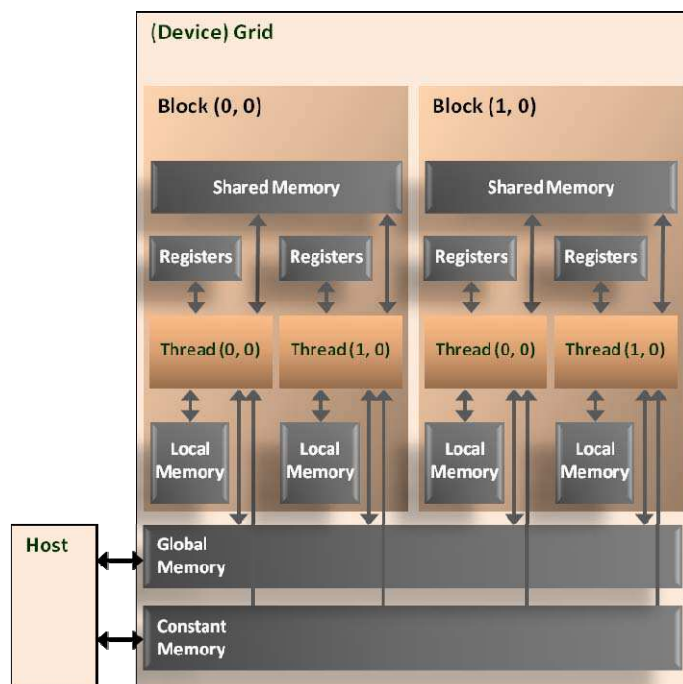 (Device) Grid
Block (0, 0)
Block (1, 0)
Shared Memory
Shared Memory
Registers
Registers
Registers
Registers
Thread (0, 0)
Thread (1, 0)
Thread (0, 0)
Thread (1, 0)
Local
Memory
Local
Memory
Local
Memory
Local
Memory
Host
Global
Memory
Constant
Memory